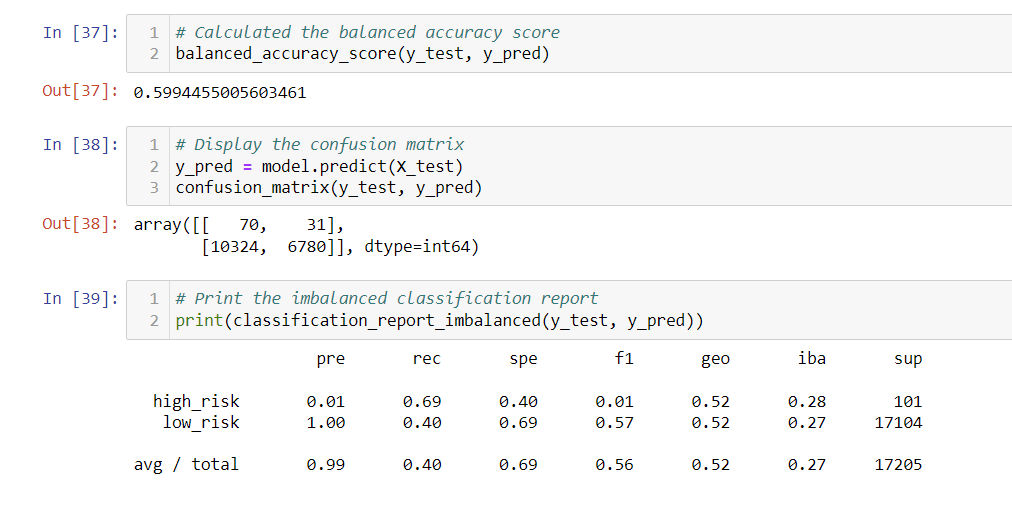 In [37]: 1 # Calculated the balanced accuracy score
2 balanced_accuracy_score(y_test, y_pred)
Out[37]: 0.5994455005603461
In [38]: 1 # Display the confusion matrix
2 y_pred = model.predict(X_test)
3 confusion_matrix(y_test, y_pred)
Out[38]: array([[   70,    31],
[10324,  6780]], dtype=int64)
In [39]: 1 # Print the imbalanced classification report
2 print(classification_report_imbalanced(y_test, y_pred))
pre rec spe f1 geo iba sup
high_risk 0.01 0.69 0.40 0.01 0.52 0.28 101
low_risk 1.00 0.40 0.69 0.57 0.52 0.27 17104
avg / total 0.99 0.40 0.69 0.56 0.52 0.27 17205